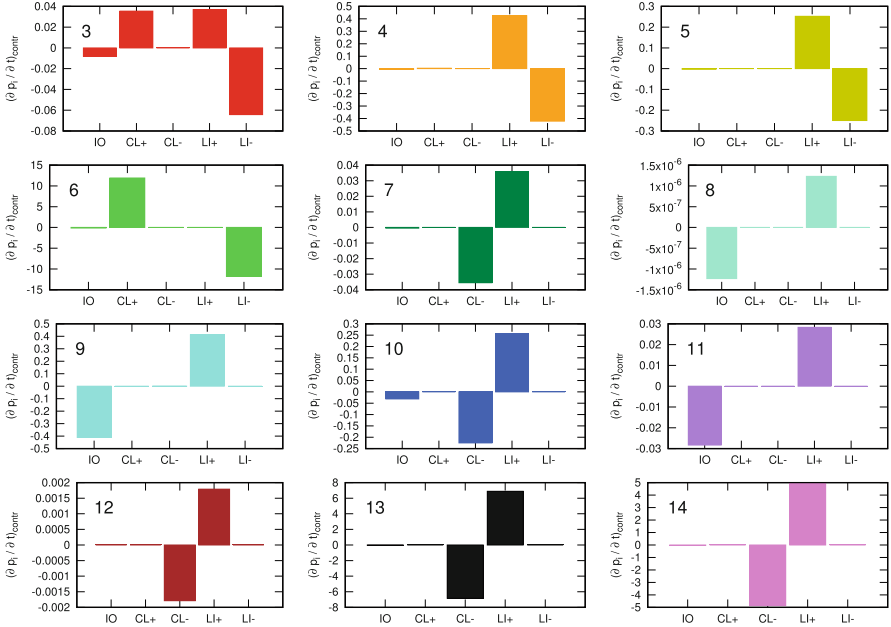 0.04 0.02 0 -0.02 -0.04 -0.06 -0.08
(∂ pᵢ / ∂ t)contr
3
IO CL+ CL- LI+ LI-
0.5 0.4 0.3 0.2 0.1 0 -0.1 -0.2 -0.3 -0.4 -0.5
(∂ pᵢ / ∂ t)contr
4
IO CL+ CL- LI+ LI-
0.3 0.2 0.1 0 -0.1 -0.2 -0.3
(∂ pᵢ / ∂ t)contr
5
IO CL+ CL- LI+ LI-
15 10 5 0 -5 -10 -15
(∂ pᵢ / ∂ t)contr
6
IO CL+ CL- LI+ LI-
0.04 0.03 0.02 0.01 0 -0.01 -0.02 -0.03 -0.04
(∂ pᵢ / ∂ t)contr
7
IO CL+ CL- LI+ LI-
1.5x10⁻⁶ 1x10⁻⁶ 5x10⁻⁷ 0 -5x10⁻⁷ -1x10⁻⁶ -1.5x10⁻⁶
(∂ pᵢ / ∂ t)contr
8
IO CL+ CL- LI+ LI-
0.5 0.4 0.3 0.2 0.1 0 -0.1 -0.2 -0.3 -0.4 -0.5
(∂ pᵢ / ∂ t)contr
9
IO CL+ CL- LI+ LI-
0.3 0.25 0.2 0.15 0.1 0.05 0 -0.05 -0.1 -0.15 -0.2 -0.25
(∂ pᵢ / ∂ t)contr
10
IO CL+ CL- LI+ LI-
0.03 0.02 0.01 0 -0.01 -0.02 -0.03
(∂ pᵢ / ∂ t)contr
11
IO CL+ CL- LI+ LI-
0.002 0.0015 0.001 0.0005 0 -0.0005 -0.001 -0.0015 -0.002
(∂ pᵢ / ∂ t)contr
12
IO CL+ CL- LI+ LI-
8 6 4 2 0 -2 -4 -6 -8
(∂ pᵢ / ∂ t)contr
13
IO CL+ CL- LI+ LI-
5 4 3 2 1 0 -1 -2 -3 -4 -5
(∂ pᵢ / ∂ t)contr
14
IO CL+ CL- LI+ LI-